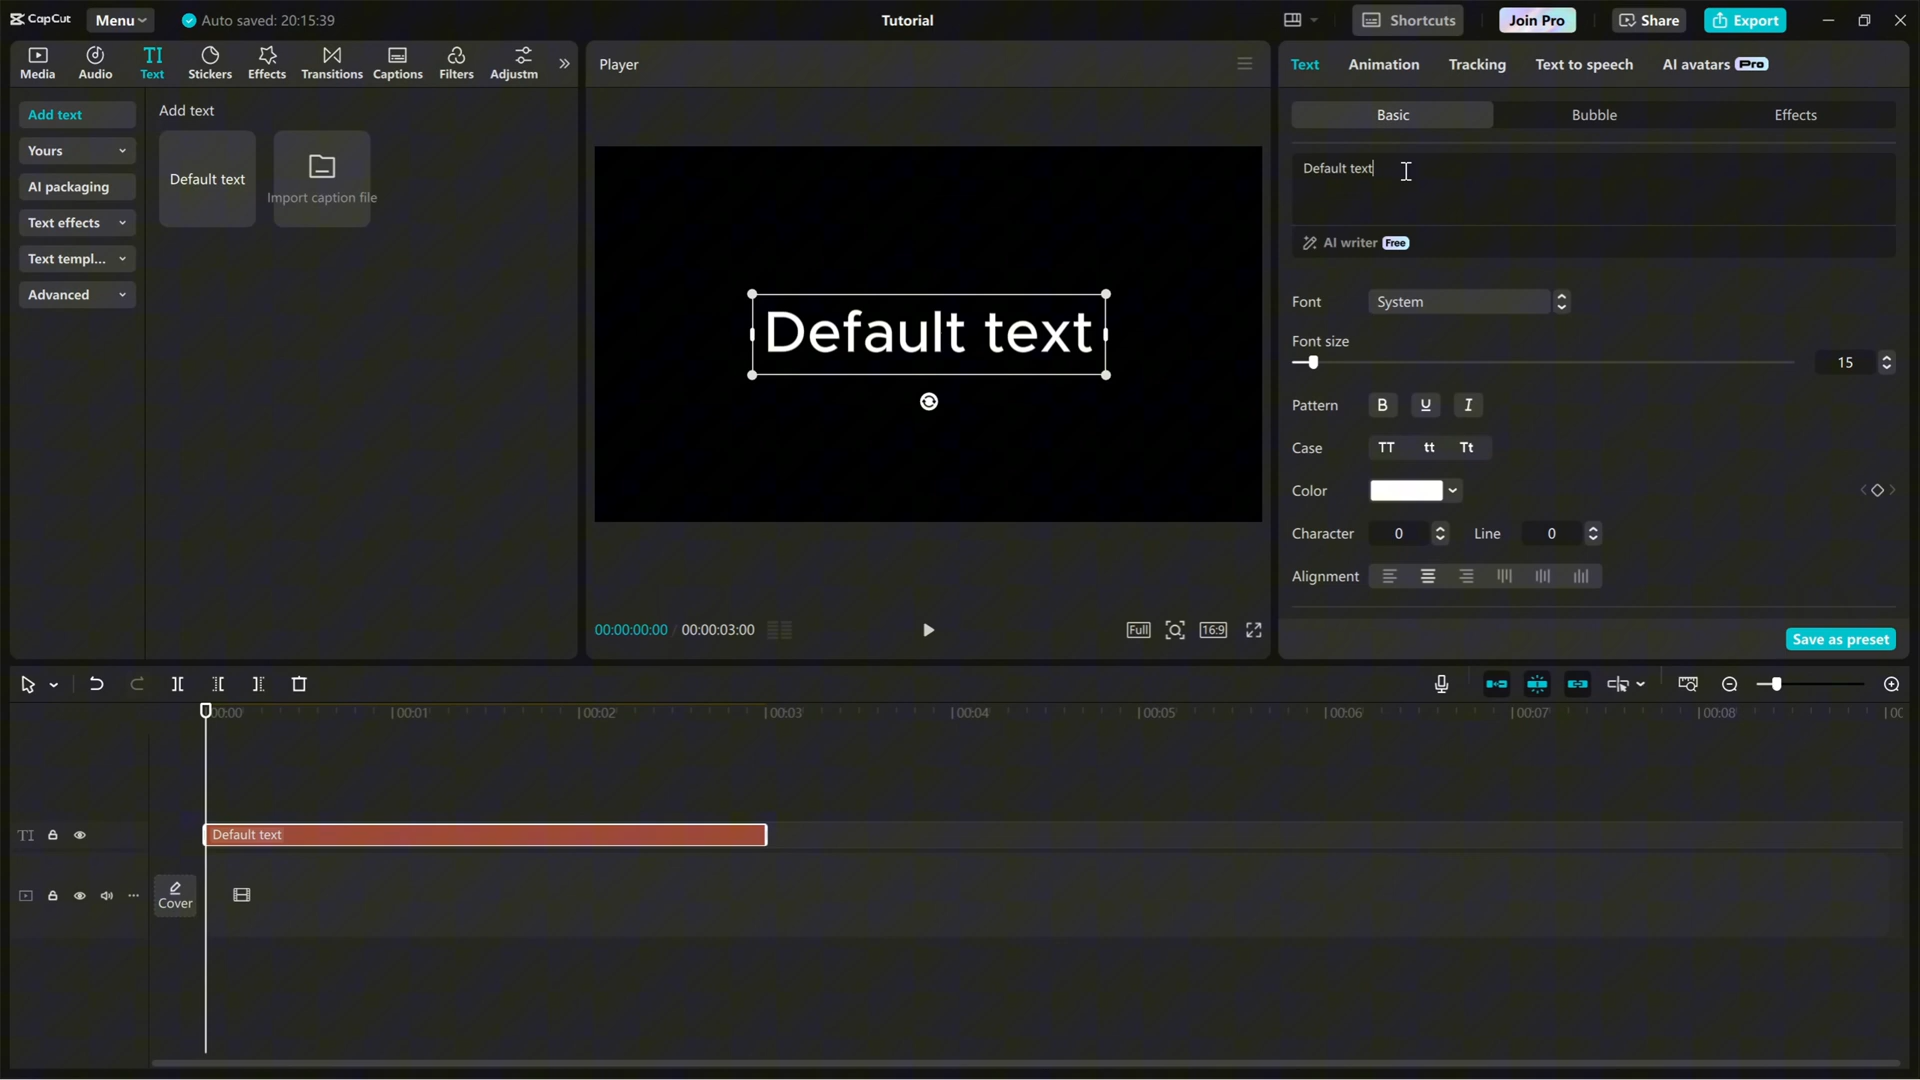 CapCut
Menu
Auto saved: 20:15:39
Tutorial
Shortcuts
Join Pro
Share
Export
Media
Audio
TI
Text
Stickers
Effects
Transitions
Captions
Filters
Adjustm
Player
Text
Animation
Tracking
Text to speech
AI avatars Pro
Add text
Yours
AI packaging
Text effects
Text templ...
Advanced
Add text
Default text
Import caption file
Default text
Basic
Bubble
Effects
Default text
AI writer Free
Font
System
Font size
15
Pattern
B U I
Case
TT tt Tt
Color
Character
0
Line
0
Alignment
Save as preset
00:00:00:00 / 00:00:03:00
Full
16:9
00:00
00:01
00:02
00:03
00:04
00:05
00:06
00:07
00:08
TI
Default text
Cover